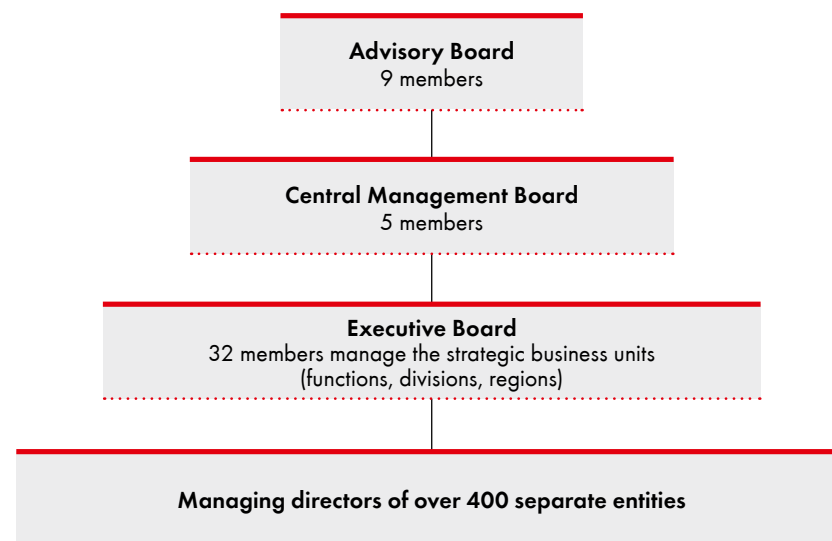 Advisory Board
9 members
Central Management Board
5 members
Executive Board
32 members manage the strategic business units
(functions, divisions, regions)
Managing directors of over 400 separate entities